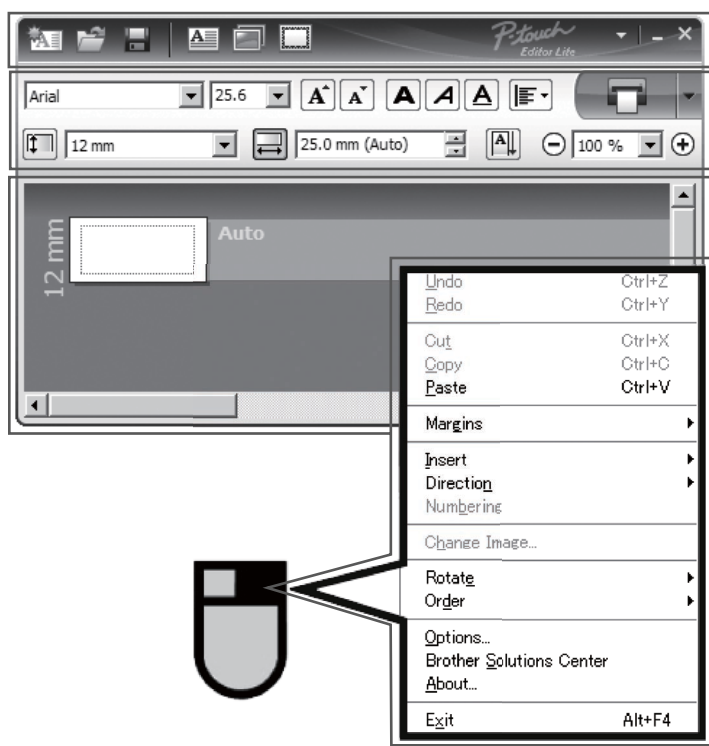 A
P-touch
Editor Lite
A
Arial 25.6 A A A A A
12 mm 25.0 mm (Auto) A 100 %
12 mm
Auto
Undo Ctrl+Z
Redo Ctrl+Y
Cut Ctrl+X
Copy Ctrl+C
Paste Ctrl+V
Margins
Insert
Direction
Numbering
Change Image...
Rotate
Order
Options...
Brother Solutions Center
About...
Exit Alt+F4